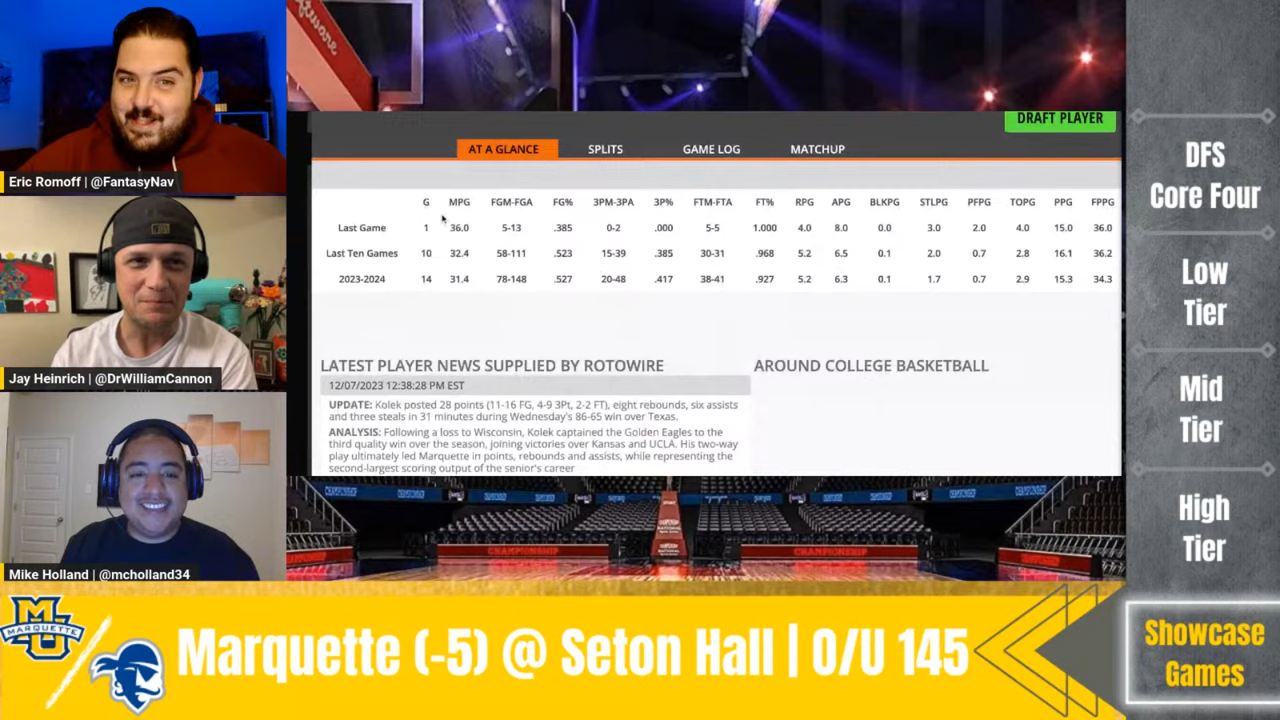 Eric Romoff | @FantasyNav
Jay Heinrich | @DrWilliamCannon
Mike Holland | @mcholland34
DRAFT PLAYER
AT A GLANCE SPLITS GAME LOG MATCHUP
G MPG FGM-FGA FG% 3PM-3PA 3P% FTM-FTA FT% RPG APG BLKPG STLPG PFPG TOPG PPG FPPG
Last Game 1 36.0 5-13 .385 0-2 .000 5-5 1.000 4.0 8.0 0.0 3.0 2.0 4.0 15.0 36.0
Last Ten Games 10 32.4 58-111 .523 15-39 .385 30-31 .968 5.2 6.5 0.1 2.0 0.7 2.8 16.1 36.2
2023-2024 14 31.4 78-148 .527 20-48 .417 38-41 .927 5.2 6.3 0.1 1.7 0.7 2.9 15.3 34.3
LATEST PLAYER NEWS SUPPLIED BY ROTOWIRE
12/07/2023 12:38:28 PM EST
UPDATE: Kolek posted 28 points (11-16 FG, 4-9 3Pt, 2-2 FT), eight rebounds, six assists
and three steals in 31 minutes during Wednesday's 86-65 win over Texas.
ANALYSIS: Following a loss to Wisconsin, Kolek captained the Golden Eagles to the
third quality win over the season, joining victories over Kansas and UCLA. His two-way
play ultimately led Marquette in points, rebounds and assists, while representing the
second-largest scoring output of the senior's career
AROUND COLLEGE BASKETBALL
CHAMPIONSHIP
CHAMPIONSHIP
DFS
Core Four
Low
Tier
Mid
Tier
High
Tier
Showcase
Games
MU
MARQUETTE
Marquette (-5) @ Seton Hall | O/U 145